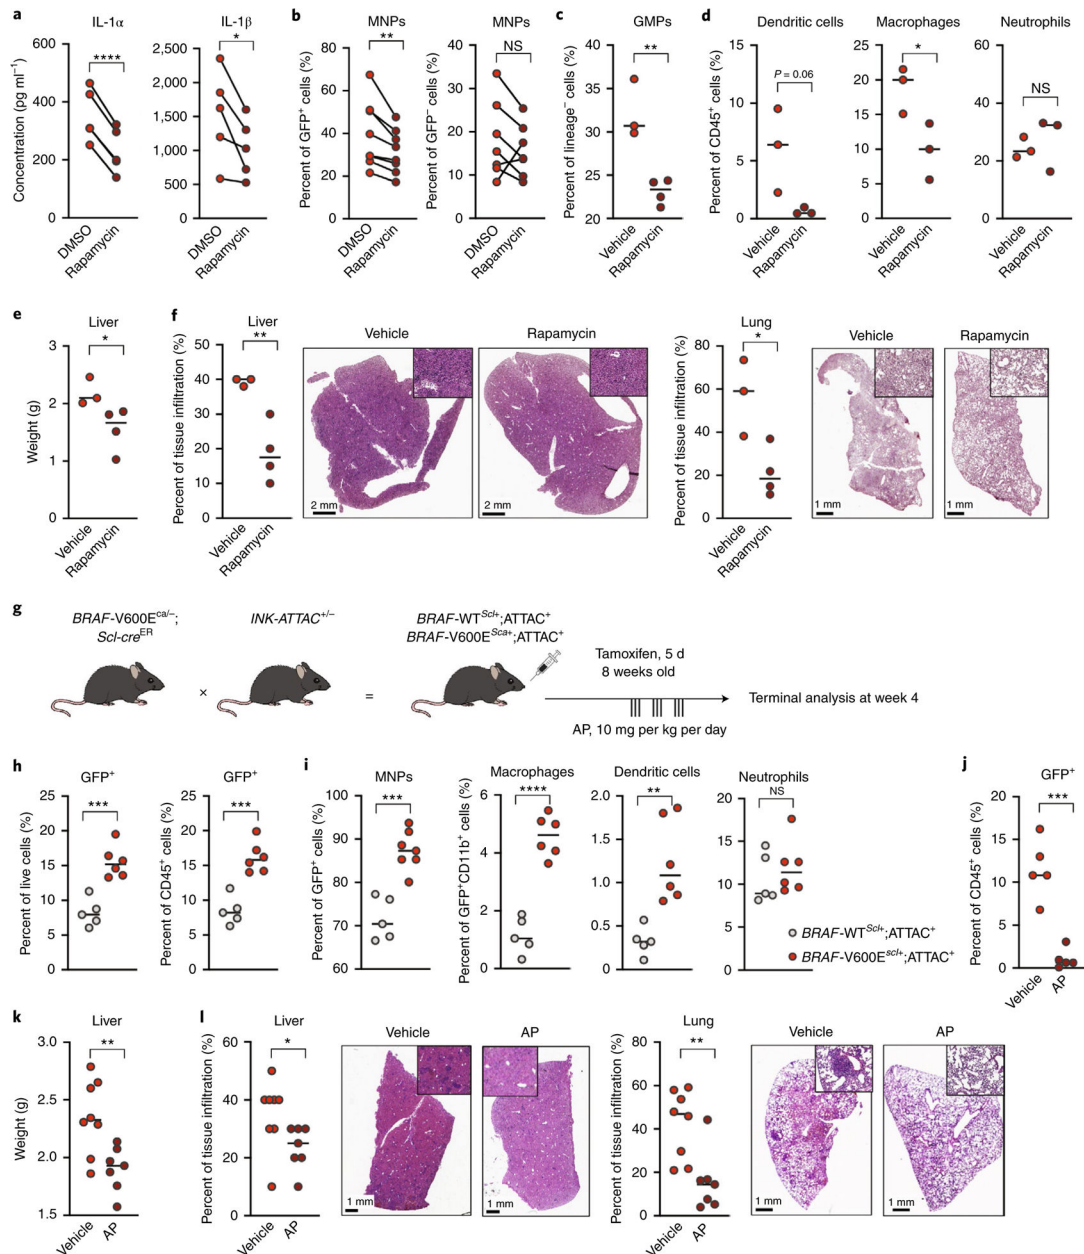 a
IL-1α
****
Concentration (pg ml⁻¹)
600
400
200
0
DMSO
Rapamycin
IL-1β
*
2,500
2,000
1,500
1,000
500
0
DMSO
Rapamycin
b
MNPs
**
Percent of GFP⁺ cells (%)
80
60
40
20
0
DMSO
Rapamycin
MNPs
NS
Percent of GFP⁻ cells (%)
40
30
20
10
0
DMSO
Rapamycin
c
GMPs
**
Percent of lineage⁻ cells (%)
40
35
30
25
20
Vehicle
Rapamycin
d
Dendritic cells
P = 0.06
Percent of CD45⁺ cells (%)
15
10
5
0
Vehicle
Rapamycin
Macrophages
*
25
20
15
10
5
0
Vehicle
Rapamycin
Neutrophils
NS
60
40
20
0
Vehicle
Rapamycin
e
Liver
*
Weight (g)
3
2
1
0
Vehicle
Rapamycin
f
Liver
**
Percent of tissue infiltration (%)
50
40
30
20
10
0
Vehicle
Rapamycin
Vehicle
2 mm
Rapamycin
2 mm
Lung
*
Percent of tissue infiltration (%)
80
60
40
20
0
Vehicle
Rapamycin
Vehicle
1 mm
Rapamycin
1 mm
g
BRAF-V600E^ca/−;
Scl-cre^ER
×
INK-ATTAC^+/−
=
BRAF-WT^Scl+;ATTAC⁺
BRAF-V600E^Sca+;ATTAC⁺
Tamoxifen, 5 d
8 weeks old
AP, 10 mg per kg per day
Terminal analysis at week 4
h
GFP⁺
***
Percent of live cells (%)
25
20
15
10
5
0
GFP⁺
***
Percent of CD45⁺ cells (%)
25
20
15
10
5
0
i
MNPs
***
Percent of GFP⁺ cells (%)
100
90
80
70
60
Macrophages
****
Percent of GFP⁺CD11b⁺ cells (%)
6
4
2
0
Dendritic cells
**
2.0
1.5
1.0
0.5
0
Neutrophils
NS
20
15
10
5
0
BRAF-WT^Scl+;ATTAC⁺
BRAF-V600E^scl+;ATTAC⁺
j
GFP⁺
***
Percent of CD45⁺ cells (%)
20
15
10
5
0
Vehicle
AP
k
Liver
**
Weight (g)
3.0
2.5
2.0
1.5
Vehicle
AP
l
Liver
*
Percent of tissue infiltration (%)
60
40
20
0
Vehicle
AP
Vehicle
1 mm
AP
1 mm
Lung
**
Percent of tissue infiltration (%)
80
60
40
20
0
Vehicle
AP
Vehicle
1 mm
AP
1 mm